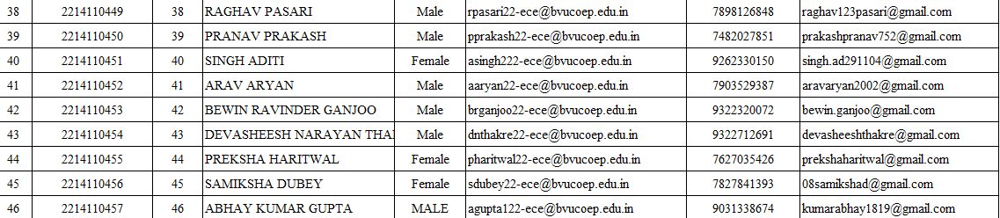 38 2214110449 38 RAGHAV PASARI Male rpasari22-ece@bvucoep.edu.in 7898126848 raghav123pasari@gmail.com
39 2214110450 39 PRANAV PRAKASH Male pprakash22-ece@bvucoep.edu.in 7482027851 prakashpranav752@gmail.com
40 2214110451 40 SINGH ADITI Female asingh222-ece@bvucoep.edu.in 9262330150 singh.ad291104@gmail.com
41 2214110452 41 ARAV ARYAN Male aaryan22-ece@bvucoep.edu.in 7903529387 aravaryan2002@gmail.com
42 2214110453 42 BEWIN RAVINDER GANJOO Male brganjoo22-ece@bvucoep.edu.in 9322320072 bewin.ganjoo@gmail.com
43 2214110454 43 DEVASHEESH NARAYAN Male dnthakre22-ece@bvucoep.edu.in 9322712691 devasheeshthakre@gmail.com
44 2214110455 44 PREKSHA HARITWAL Female pharitwal22-ece@bvucoep.edu.in 7627035426 prekshaharitwal@gmail.com
45 2214110456 45 SAMIKSHA DUBEY Female sdubey22-ece@bvucoep.edu.in 7827841393 08samikshad@gmail.com
46 2214110457 46 ABHAY KUMAR GUPTA MALE agupta122-ece@bvucoep.edu.in 9031338674 kumarabhay1819@gmail.com